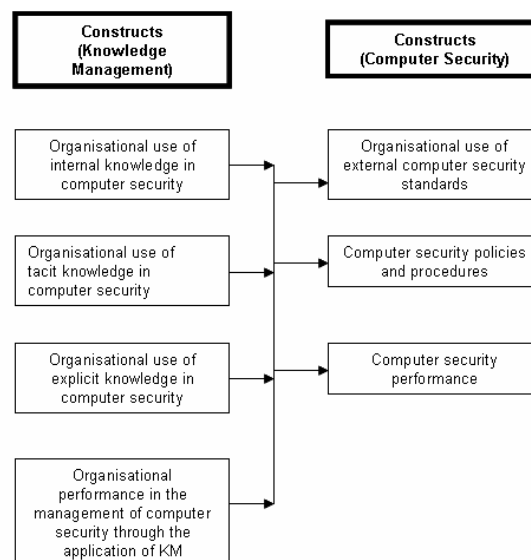 Constructs
(Knowledge
Management)
Constructs
(Computer Security)
Organisational use of
internal knowledge in
computer security
Organisational use of
external computer security
standards
Organisational use of
tacit knowledge in
computer security
Computer security policies
and procedures
Organisational use of
explicit knowledge in
computer security
Computer security
performance
Organisational
performance in the
management of computer
security through the
application of KM